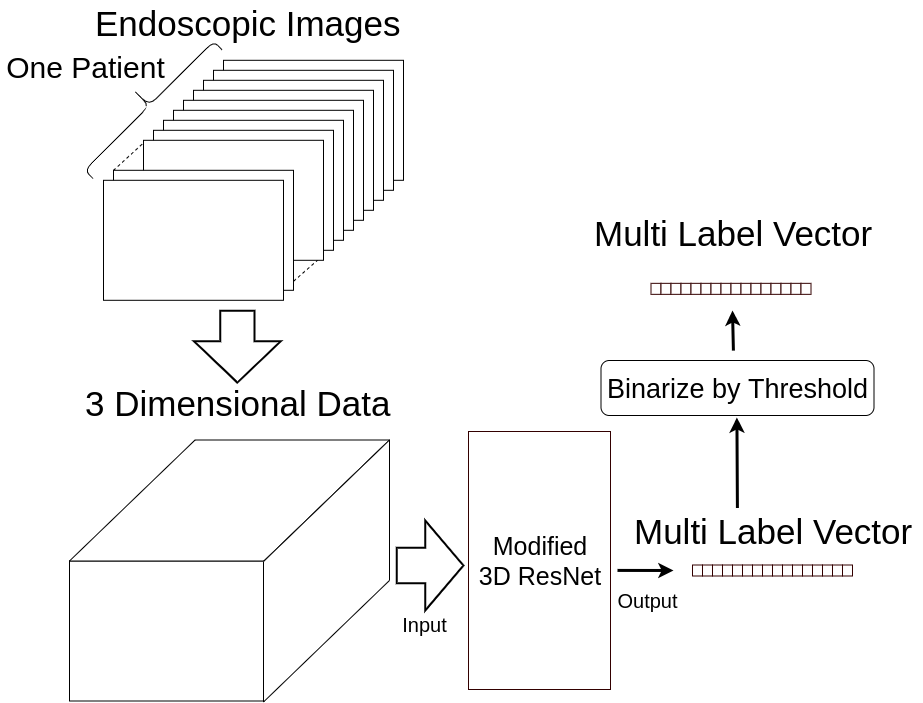 Endoscopic Images
One Patient
3 Dimensional Data
Input
Modified
3D ResNet
Output
Multi Label Vector
Binarize by Threshold
Multi Label Vector